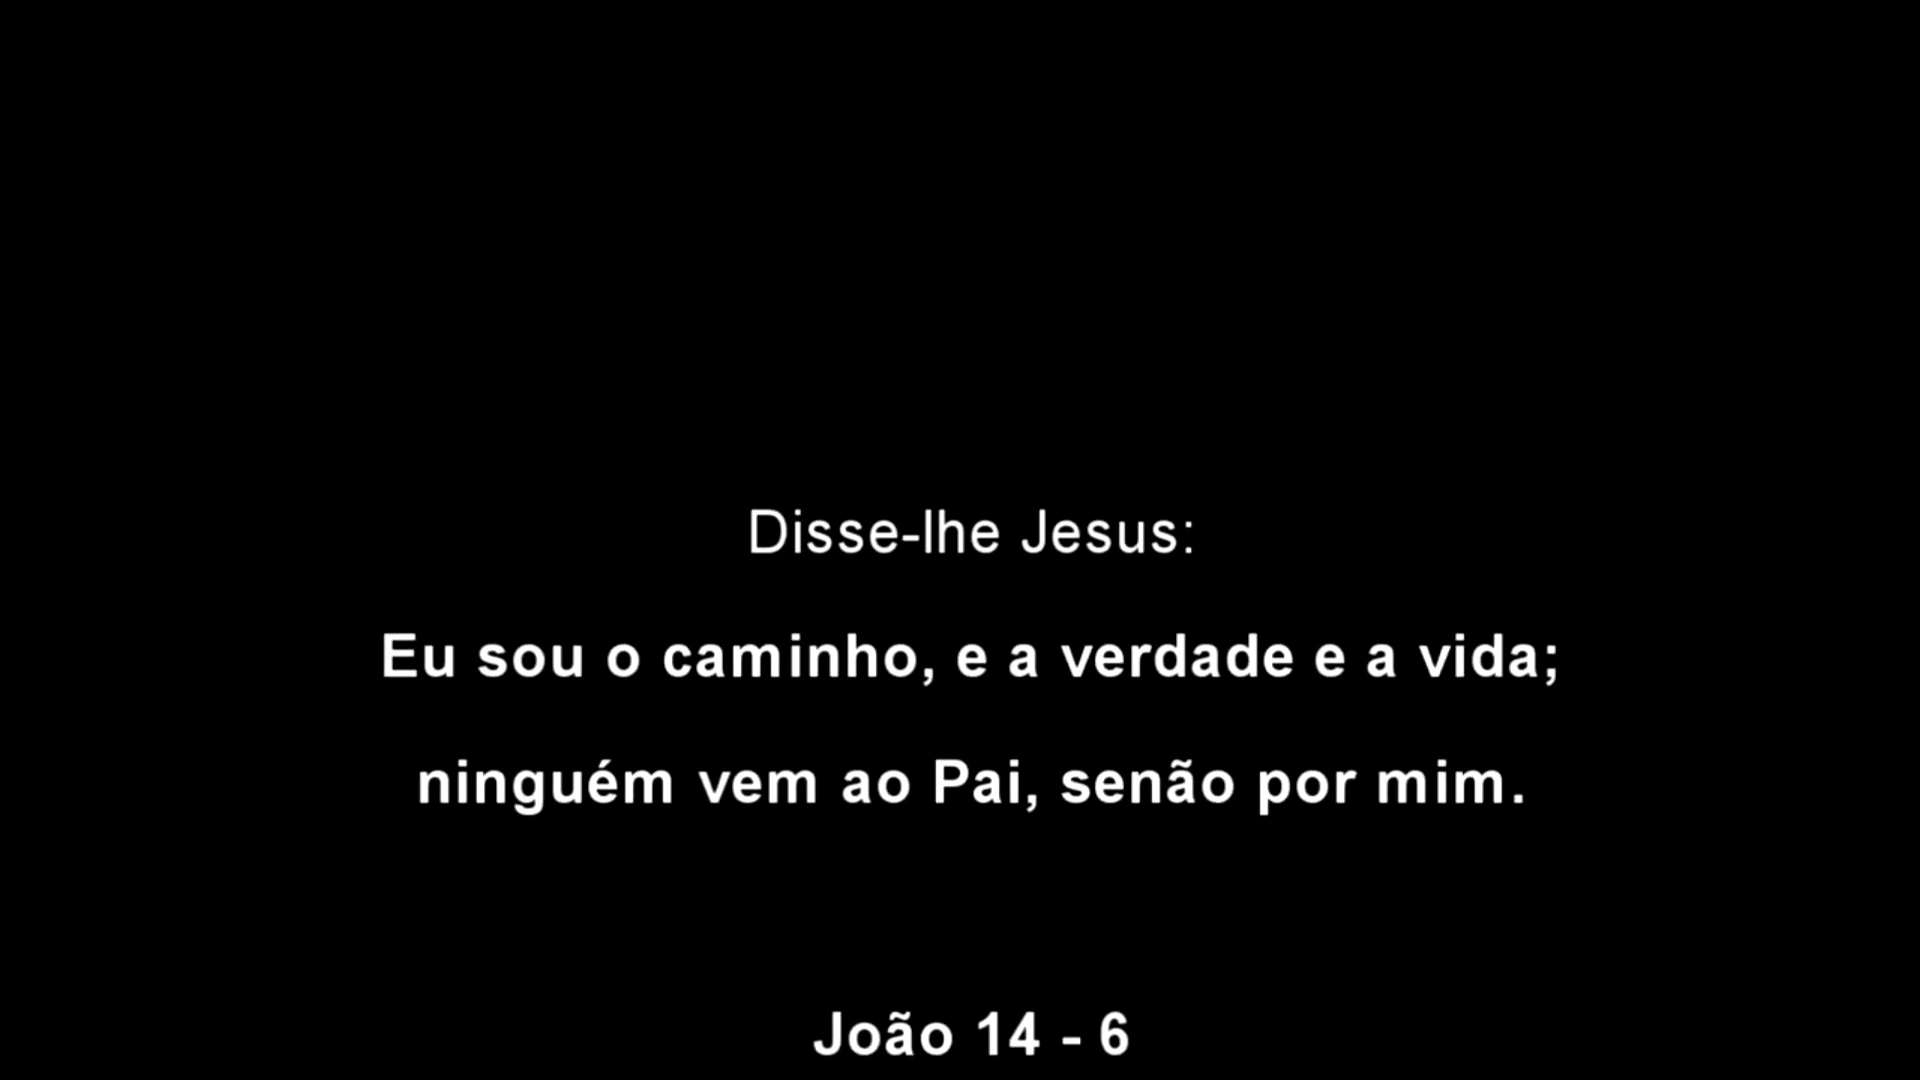 Disse-lhe Jesus:
Eu sou o caminho, e a verdade e a vida;
ninguém vem ao Pai, senão por mim.
João 14 - 6